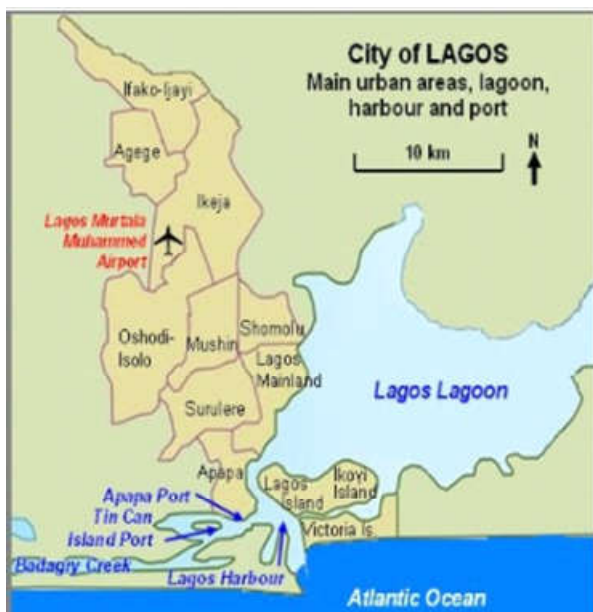 City of LAGOS
Main urban areas, lagoon,
harbour and port
10 km
N
Ifako-Ijayi
Agege
Ikeja
Lagos Murtala
Muhammed
Airport
Oshodi-
Isolo
Mushin
Shomolu
Lagos
Mainland
Surulere
Lagos Lagoon
Apapa
Lagos
Island
Ikoyi
Island
Victoria Is.
Apapa Port
Tin Can
Island Port
Badagry Creek
Lagos Harbour
Atlantic Ocean